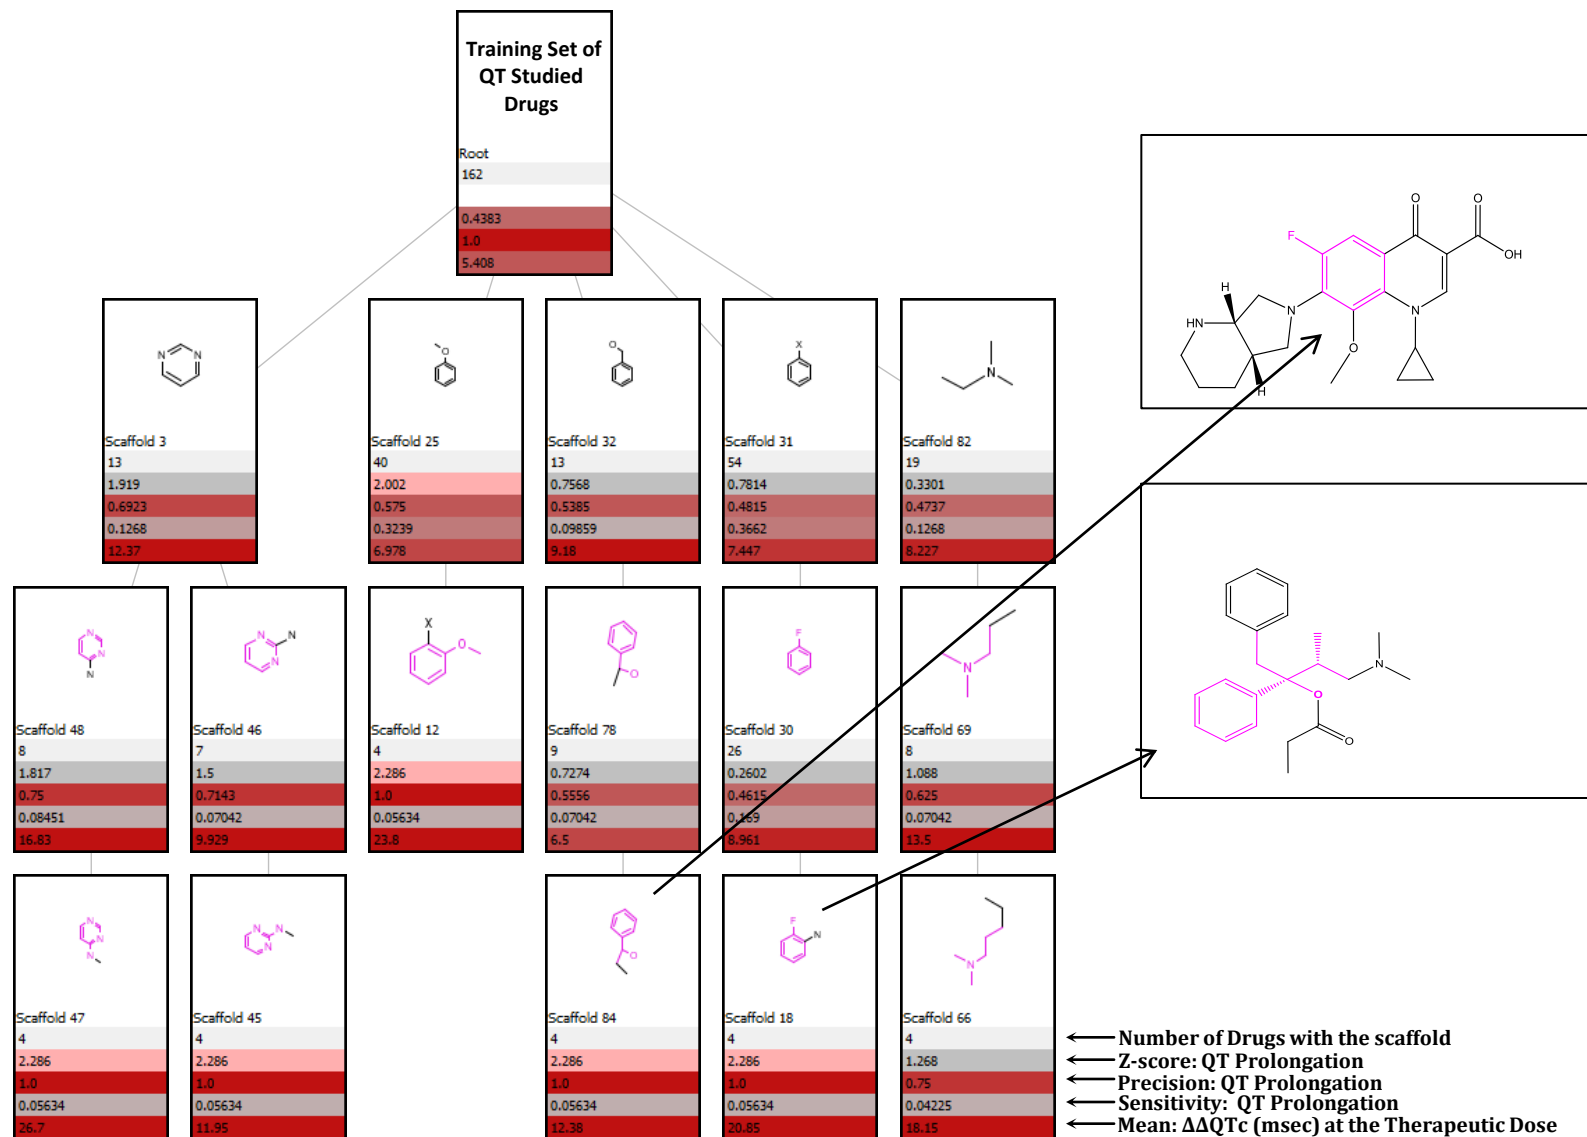 Training Set of
QT Studied
Drugs
Root
162
0.4383
1.0
5.408
N N
Scaffold 3
13
1.919
0.6923
0.1268
12.37
O
Scaffold 25
40
2.002
0.575
0.3239
6.978
O
Scaffold 32
13
0.7568
0.5385
0.09859
9.18
X
Scaffold 31
54
0.7814
0.4815
0.3662
7.447
N
Scaffold 82
19
0.3301
0.4737
0.1268
8.227
N
N
N
Scaffold 48
8
1.817
0.75
0.08451
16.83
N N
N
Scaffold 46
7
1.5
0.7143
0.07042
9.929
X
O
Scaffold 12
4
2.286
1.0
0.05634
23.8
O
Scaffold 78
9
0.7274
0.5556
0.07042
6.5
F
Scaffold 30
26
0.2602
0.4615
0.169
8.961
N
Scaffold 69
8
1.088
0.625
0.07042
13.5
N
N
N
Scaffold 47
4
2.286
1.0
0.05634
26.7
N N
N
Scaffold 45
4
2.286
1.0
0.05634
11.95
O
Scaffold 84
4
2.286
1.0
0.05634
12.38
F
N
Scaffold 18
4
2.286
1.0
0.05634
20.85
N
Scaffold 66
4
1.268
0.75
0.04225
18.15
O O
F
OH
H
N N
HN
O
H
N
O
O
Number of Drugs with the scaffold
Z-score: QT Prolongation
Precision: QT Prolongation
Sensitivity: QT Prolongation
Mean: ΔΔQTc (msec) at the Therapeutic Dose